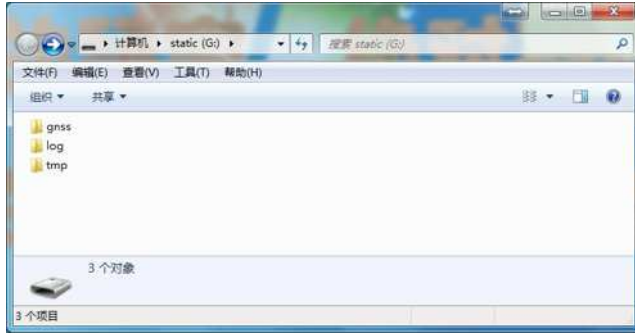 计算机 static (G:) 搜索 static (G:)
文件(F) 编辑(E) 查看(V) 工具(T) 帮助(H)
组织 共享
gnss
log
tmp
3 个对象
3 个项目